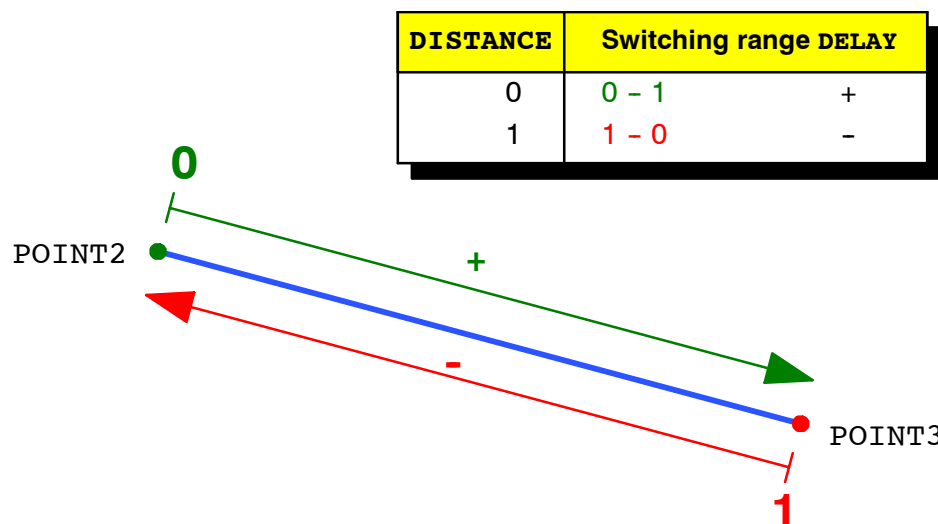 DISTANCE Switching range DELAY
0 0 – 1 +
1 1 – 0 –
0
POINT2
+
-
POINT3
1